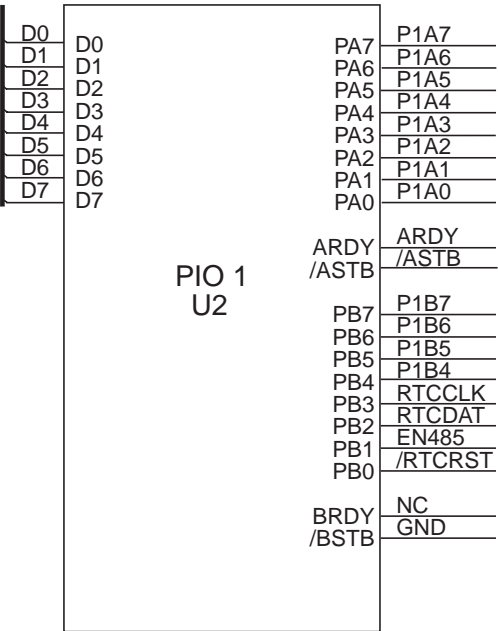 D0 D0 PA7 P1A7
D1 D1 PA6 P1A6
D2 D2 PA5 P1A5
D3 D3 PA4 P1A4
D4 D4 PA3 P1A3
D5 D5 PA2 P1A2
D6 D6 PA1 P1A1
D7 D7 PA0 P1A0
ARDY ARDY
/ASTB /ASTB
PIO 1
U2
PB7 P1B7
PB6 P1B6
PB5 P1B5
PB4 P1B4
PB3 RTCCLK
PB2 RTCDAT
PB1 EN485
PB0 /RTCRST
BRDY NC
/BSTB GND